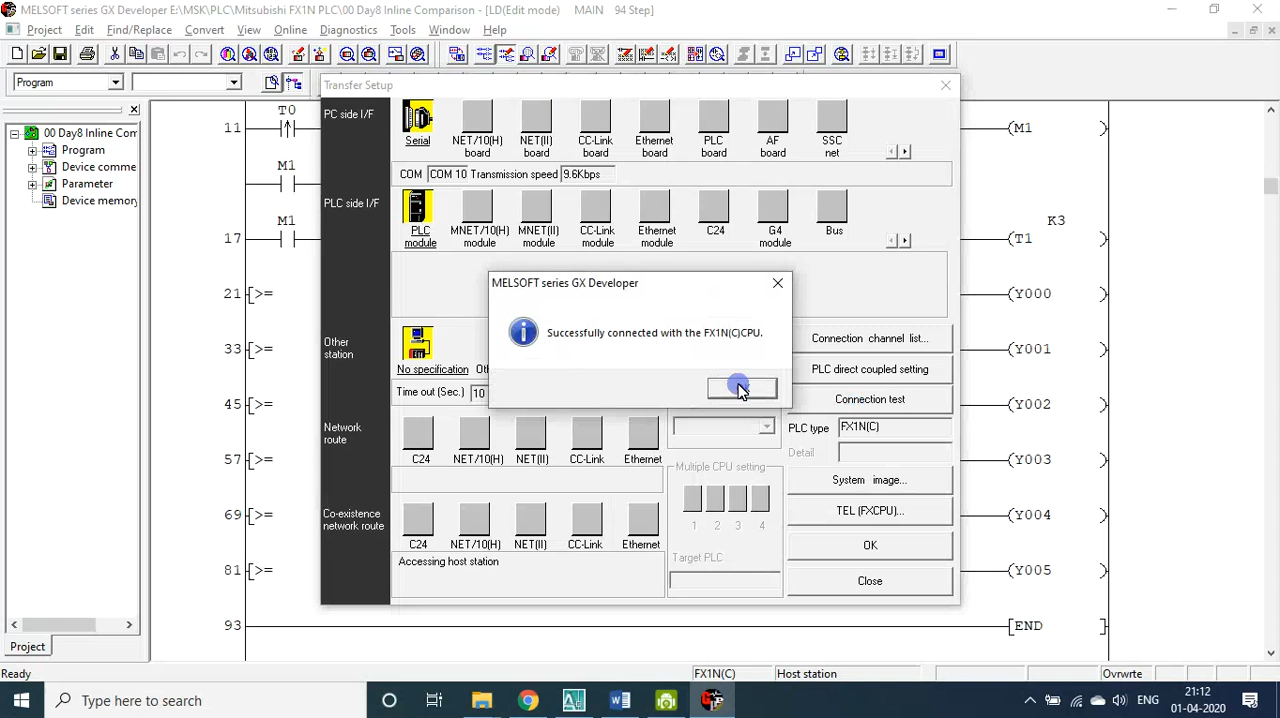 MELSOFT series GX Developer E:\MSK\PLC\Mitsubishi FX1N PLC\00 Day8 Inline Comparison - [LD(Edit mode) MAIN 94 Step]
Project Edit Find/Replace Convert View Online Diagnostics Tools Window Help
Program
Transfer Setup
00 Day8 Inline Com
Program
Device comme
Parameter
Device memory
Project
T0
11
M1
M1
M1
17
K3
T1
21 [>=
Y000
33 [>=
Y001
45 [>=
Y002
57 [>=
Y003
69 [>=
Y004
81 [>=
Y005
93
[END ]
PC side I/F
Serial
NET/10(H) board
NET(II) board
CC-Link board
Ethernet board
PLC board
AF board
SSC net
COM COM 10 Transmission speed 9.6Kbps
PLC side I/F
PLC module
MNET/10(H) module
MNET(II) module
CC-Link module
Ethernet module
C24
G4 module
Bus
MELSOFT series GX Developer
Successfully connected with the FX1N(C)CPU.
Other station
No specification
Time out (Sec.) 10
Connection channel list...
PLC direct coupled setting
Connection test
PLC type FX1N(C)
Detail
System image...
TEL (FXCPU)...
OK
Close
Network route
C24 NET/10(H) NET(II) CC-Link Ethernet
Multiple CPU setting
1 2 3 4
Target PLC
Co-existence network route
C24 NET/10(H) NET(II) CC-Link Ethernet
Accessing host station
Ready
FX1N(C)
Host station
Ovrwrte
Type here to search
ENG
21:12
01-04-2020